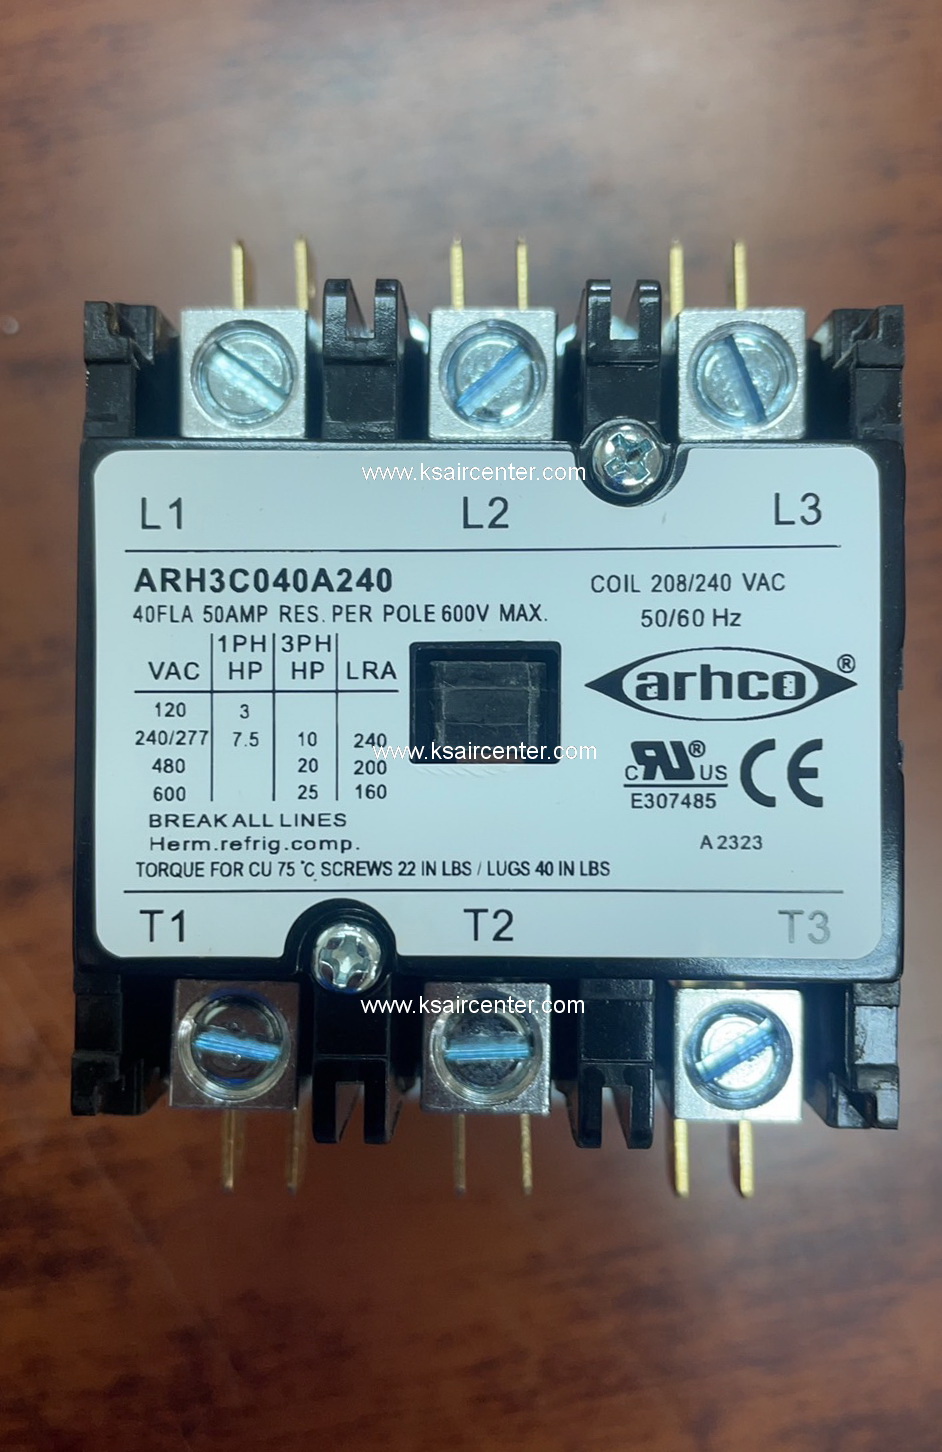 www.ksaircenter.com
L1 L2 L3
ARH3C040A240
COIL 208/240 VAC
40FLA 50AMP RES. PER POLE 600V MAX.
50/60 Hz
1PH 3PH
VAC HP HP LRA
120 3
240/277 7.5 10 240
480 20 200
600 25 160
arhco®
www.ksaircenter.com
c RU® US
E307485
CE
BREAK ALL LINES
Herm.refrig.comp.
A2323
TORQUE FOR CU 75 °C SCREWS 22 IN LBS / LUGS 40 IN LBS
T1 T2 T3
www.ksaircenter.com